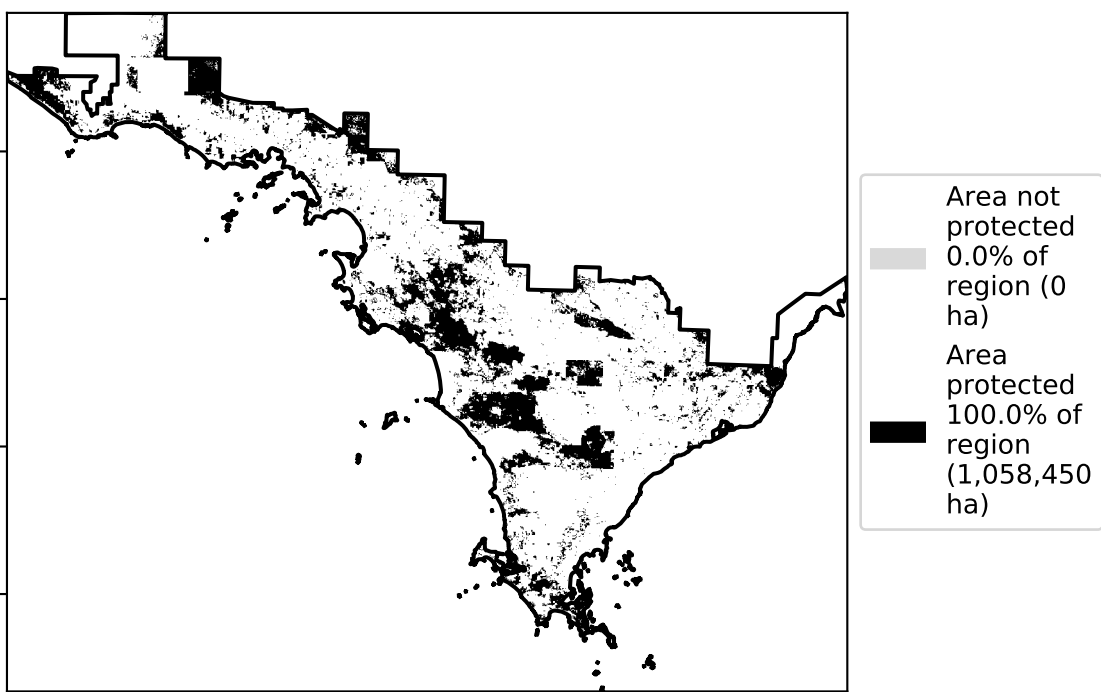 Area not
protected
0.0% of
region (0
ha)
Area
protected
100.0% of
region
(1,058,450
ha)